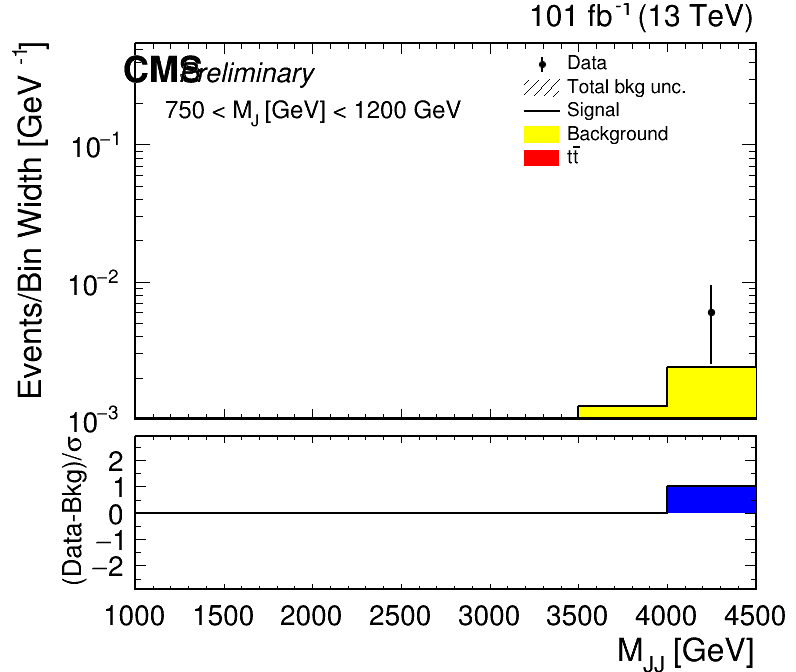 101 fb⁻¹ (13 TeV)
CMS Preliminary
750 < M_J [GeV] < 1200 GeV
Data
Total bkg unc.
Signal
Background
tt̄
Events/Bin Width [GeV⁻¹]
10⁻¹
10⁻²
10⁻³
(Data-Bkg)/σ
2
1
0
−1
−2
1000 1500 2000 2500 3000 3500 4000 4500
M_JJ [GeV]